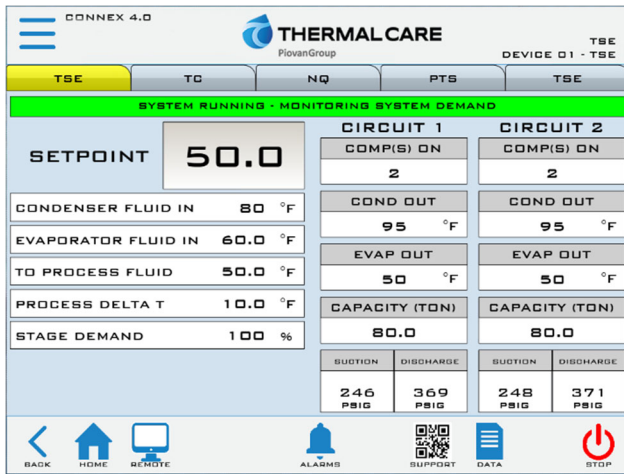 CONNEX 4.0
THERMALCARE
PiovanGroup
TSE
DEVICE 01 - TSE
TSE
TC
NQ
PTS
TSE
SYSTEM RUNNING - MONITORING SYSTEM DEMAND
SETPOINT 50.0
CONDENSER FLUID IN 80 °F
EVAPORATOR FLUID IN 60.0 °F
TO PROCESS FLUID 50.0 °F
PROCESS DELTA T 10.0 °F
STAGE DEMAND 100 %
CIRCUIT 1
COMP(S) ON
2
COND OUT
95 °F
EVAP OUT
50 °F
CAPACITY (TON)
80.0
SUCTION DISCHARGE
246 369
PSIG PSIG
CIRCUIT 2
COMP(S) ON
2
COND OUT
95 °F
EVAP OUT
50 °F
CAPACITY (TON)
80.0
SUCTION DISCHARGE
248 371
PSIG PSIG
BACK
HOME
REMOTE
ALARMS
SUPPORT
DATA
STOP